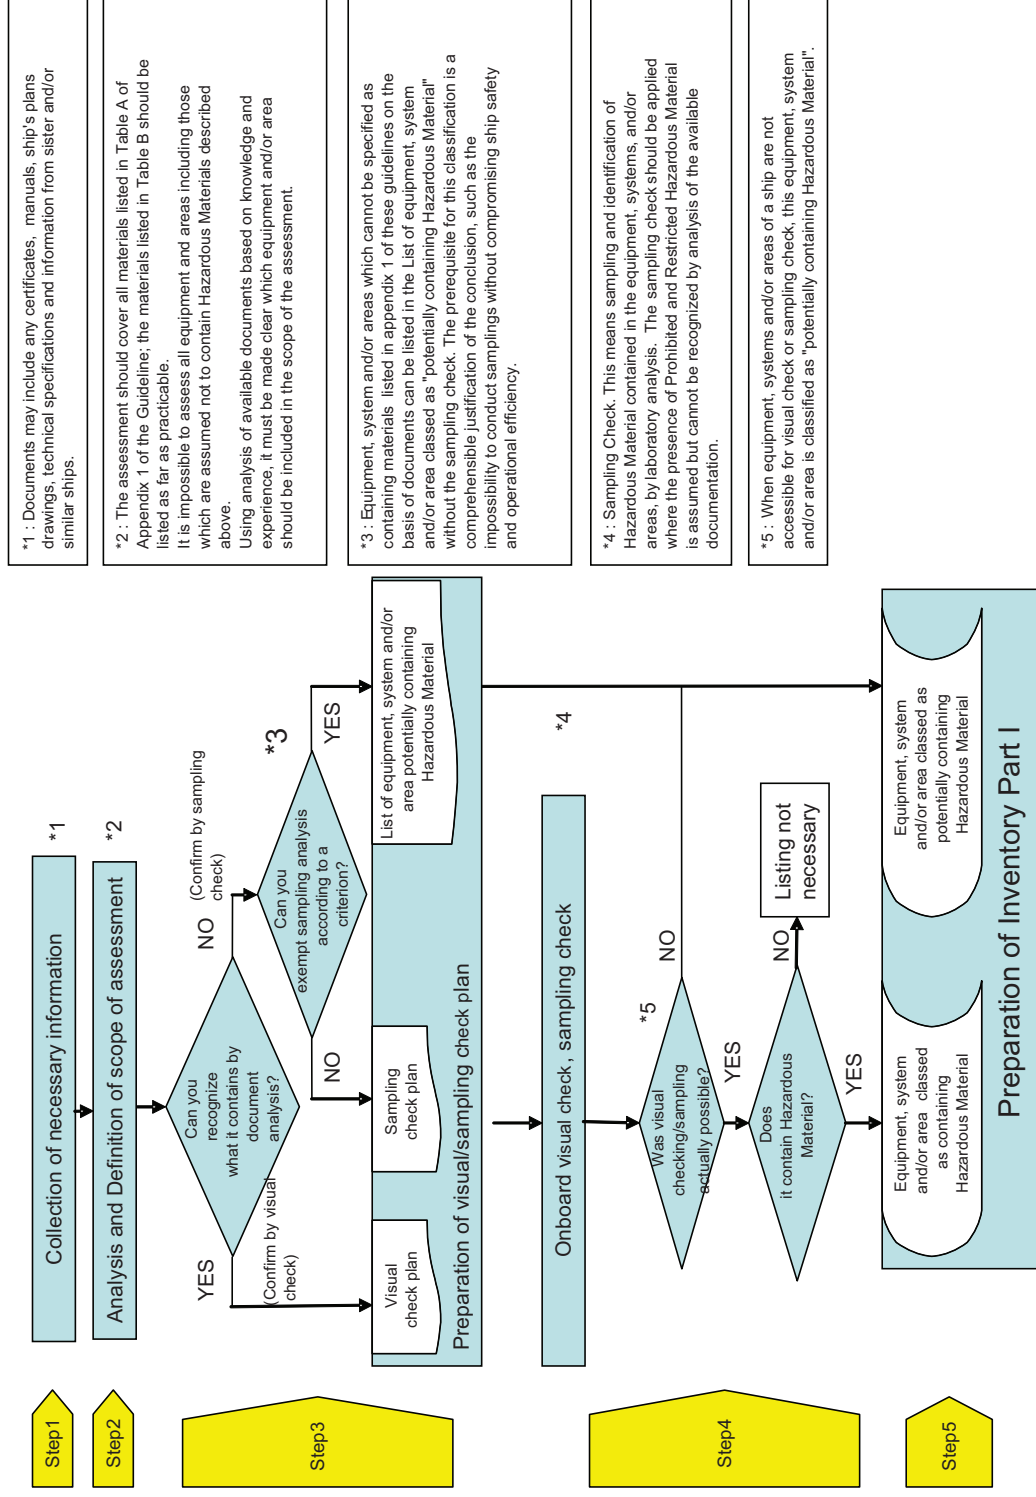 Step1
Collection of necessary information
*1
Step2
Analysis and Definition of scope of assessment
*2
Step3
Can you
recognize
what it contains by
document
analysis?
YES
(Confirm by visual
check)
NO
(Confirm by sampling
check)
Can you
exempt sampling analysis
according to a
criterion?
*3
NO
YES
Visual
check plan
Sampling
check plan
List of equipment, system and/or
area potentially containing
Hazardous Material
Preparation of visual/sampling check plan
Step4
Onboard visual check, sampling check
*4
Was visual
checking/sampling
actually possible?
*5
NO
YES
Does
it contain Hazardous
Material?
NO
Listing not
necessary
YES
Step5
Equipment, system
and/or area classed
as containing
Hazardous Material
Equipment, system
and/or area classed as
potentially containing
Hazardous Material
Preparation of Inventory Part I
*1 : Documents may include any certificates, manuals, ship's plans
drawings, technical specifications and information from sister and/or
similar ships.
*2 : The assessment should cover all materials listed in Table A of
Appendix 1 of the Guideline; the materials listed in Table B should be
listed as far as practicable.
It is impossible to assess all equipment and areas including those
which are assumed not to contain Hazardous Materials described
above.
Using analysis of available documents based on knowledge and
experience, it must be made clear which equipment and/or area
should be included in the scope of the assessment.
*3 : Equipment, system and/or areas which cannot be specified as
containing materials listed in appendix 1 of these guidelines on the
basis of documents can be listed in the List of equipment, system
and/or area classed as "potentially containing Hazardous Material"
without the sampling check. The prerequisite for this classification is a
comprehensible justification of the conclusion, such as the
impossibility to conduct samplings without compromising ship safety
and operational efficiency.
*4 : Sampling Check. This means sampling and identification of
Hazardous Material contained in the equipment, systems, and/or
areas, by laboratory analysis. The sampling check should be applied
where the presence of Prohibited and Restricted Hazardous Material
is assumed but cannot be recognized by analysis of the available
documentation.
*5 : When equipment, systems and/or areas of a ship are not
accessible for visual check or sampling check, this equipment, system
and/or area is classified as "potentially containing Hazardous Material".